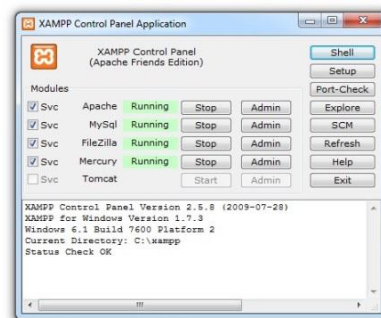 XAMPP Control Panel Application
XAMPP Control Panel
(Apache Friends Edition)
Shell
Setup
Modules
Port-Check
Svc Apache Running Stop Admin
Explore
Svc MySql Running Stop Admin
SCM
Svc FileZilla Running Stop Admin
Refresh
Svc Mercury Running Stop Admin
Help
Svc Tomcat Start Admin
Exit
XAMPP Control Panel Version 2.5.8 (2009-07-28)
XAMPP for Windows Version 1.7.3
Windows 6.1 Build 7600 Platform 2
Current Directory: C:\xampp
Status Check OK